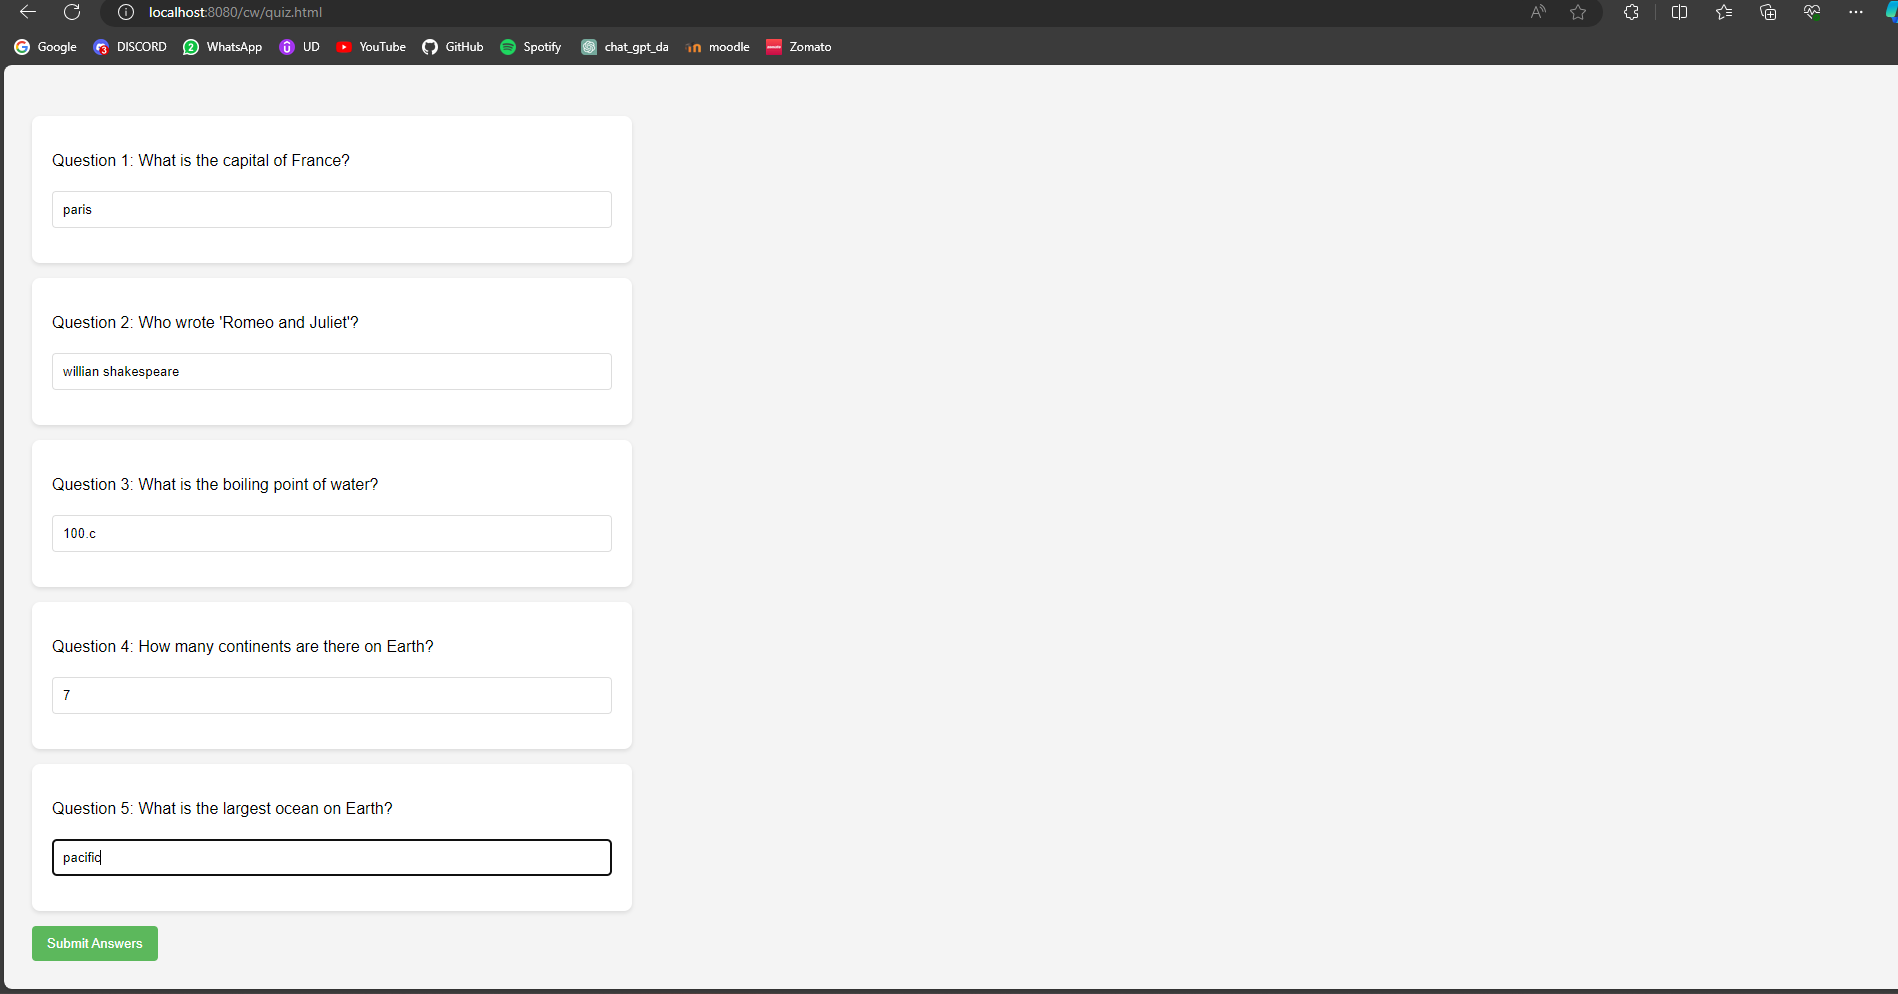 localhost:8080/cw/quiz.html
Google DISCORD WhatsApp UD YouTube GitHub Spotify chat_gpt_da moodle Zomato
Question 1: What is the capital of France?
paris
Question 2: Who wrote 'Romeo and Juliet'?
willian shakespeare
Question 3: What is the boiling point of water?
100.c
Question 4: How many continents are there on Earth?
7
Question 5: What is the largest ocean on Earth?
pacific
Submit Answers